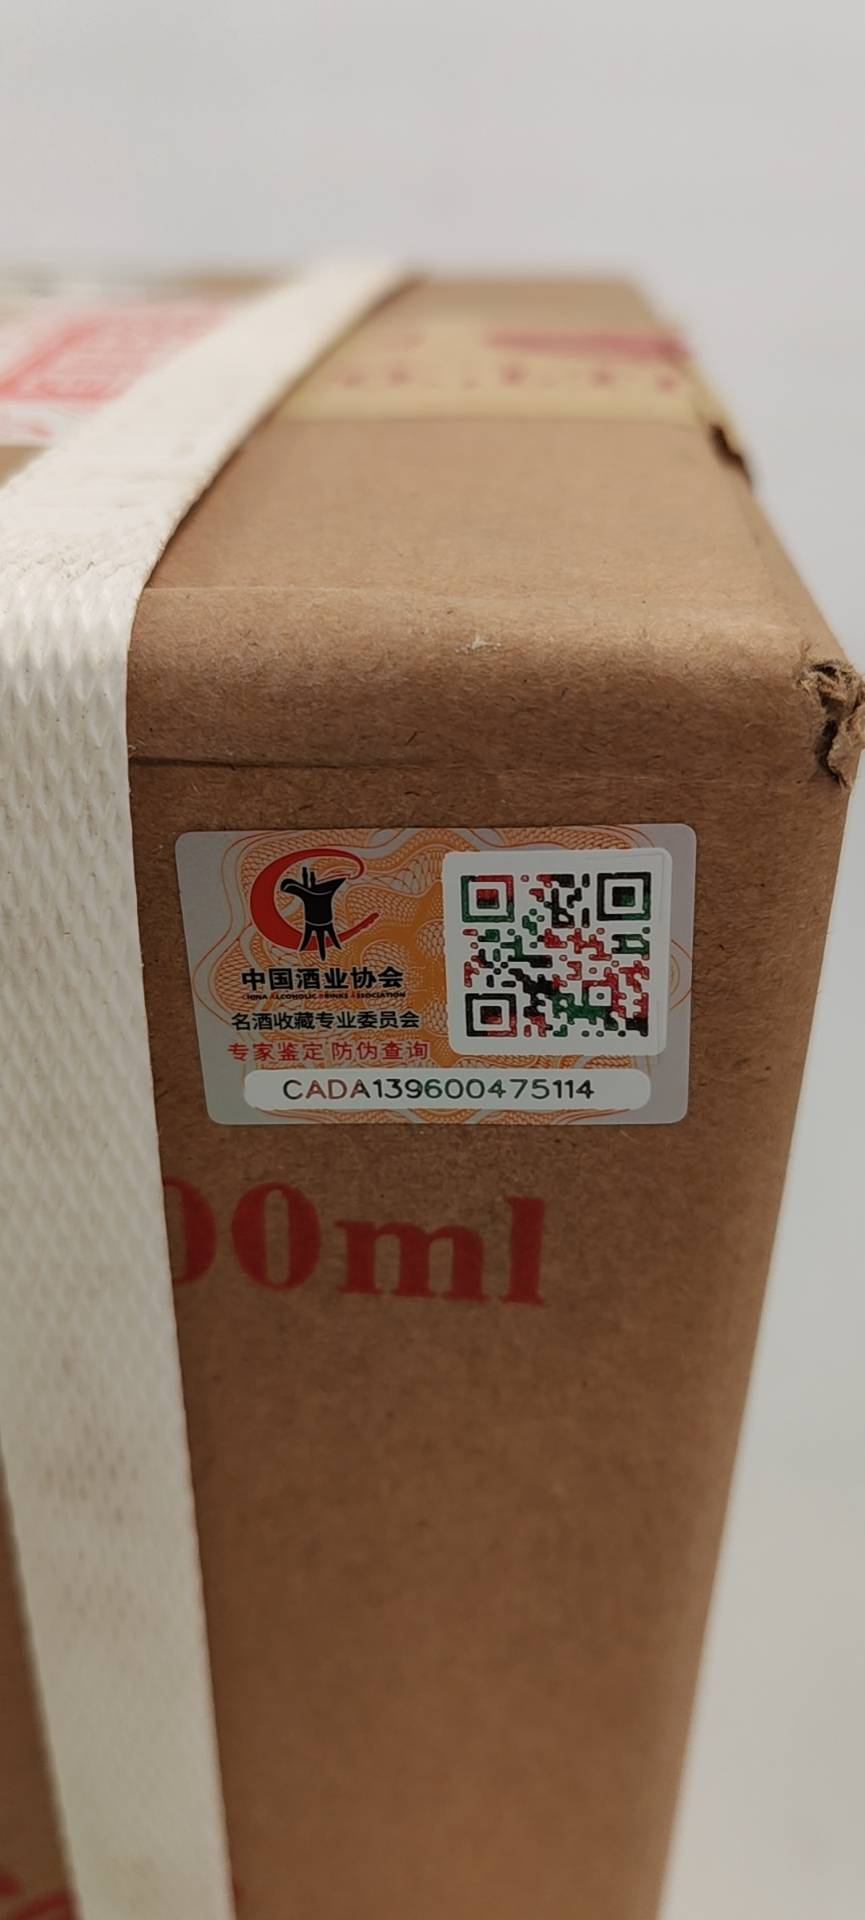 中国酒业协会
CHINA ALCOHOLIC DRINKS ASSOCIATION
名酒收藏专业委员会
专家鉴定 防伪查询
CADA139600475114
00ml